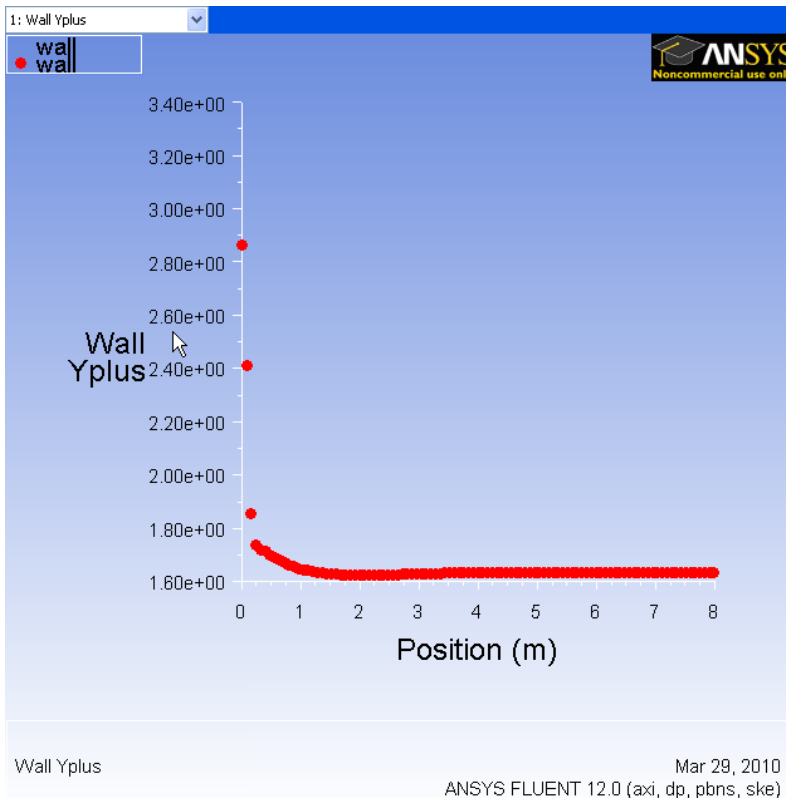 1: Wall Yplus
wall
wall
ANSYS
Noncommercial use onl
3.40e+00
3.20e+00
3.00e+00
2.80e+00
2.60e+00
2.40e+00
2.20e+00
2.00e+00
1.80e+00
1.60e+00
Wall
Yplus
0 1 2 3 4 5 6 7 8
Position (m)
Wall Yplus
Mar 29, 2010
ANSYS FLUENT 12.0 (axi, dp, pbns, ske)